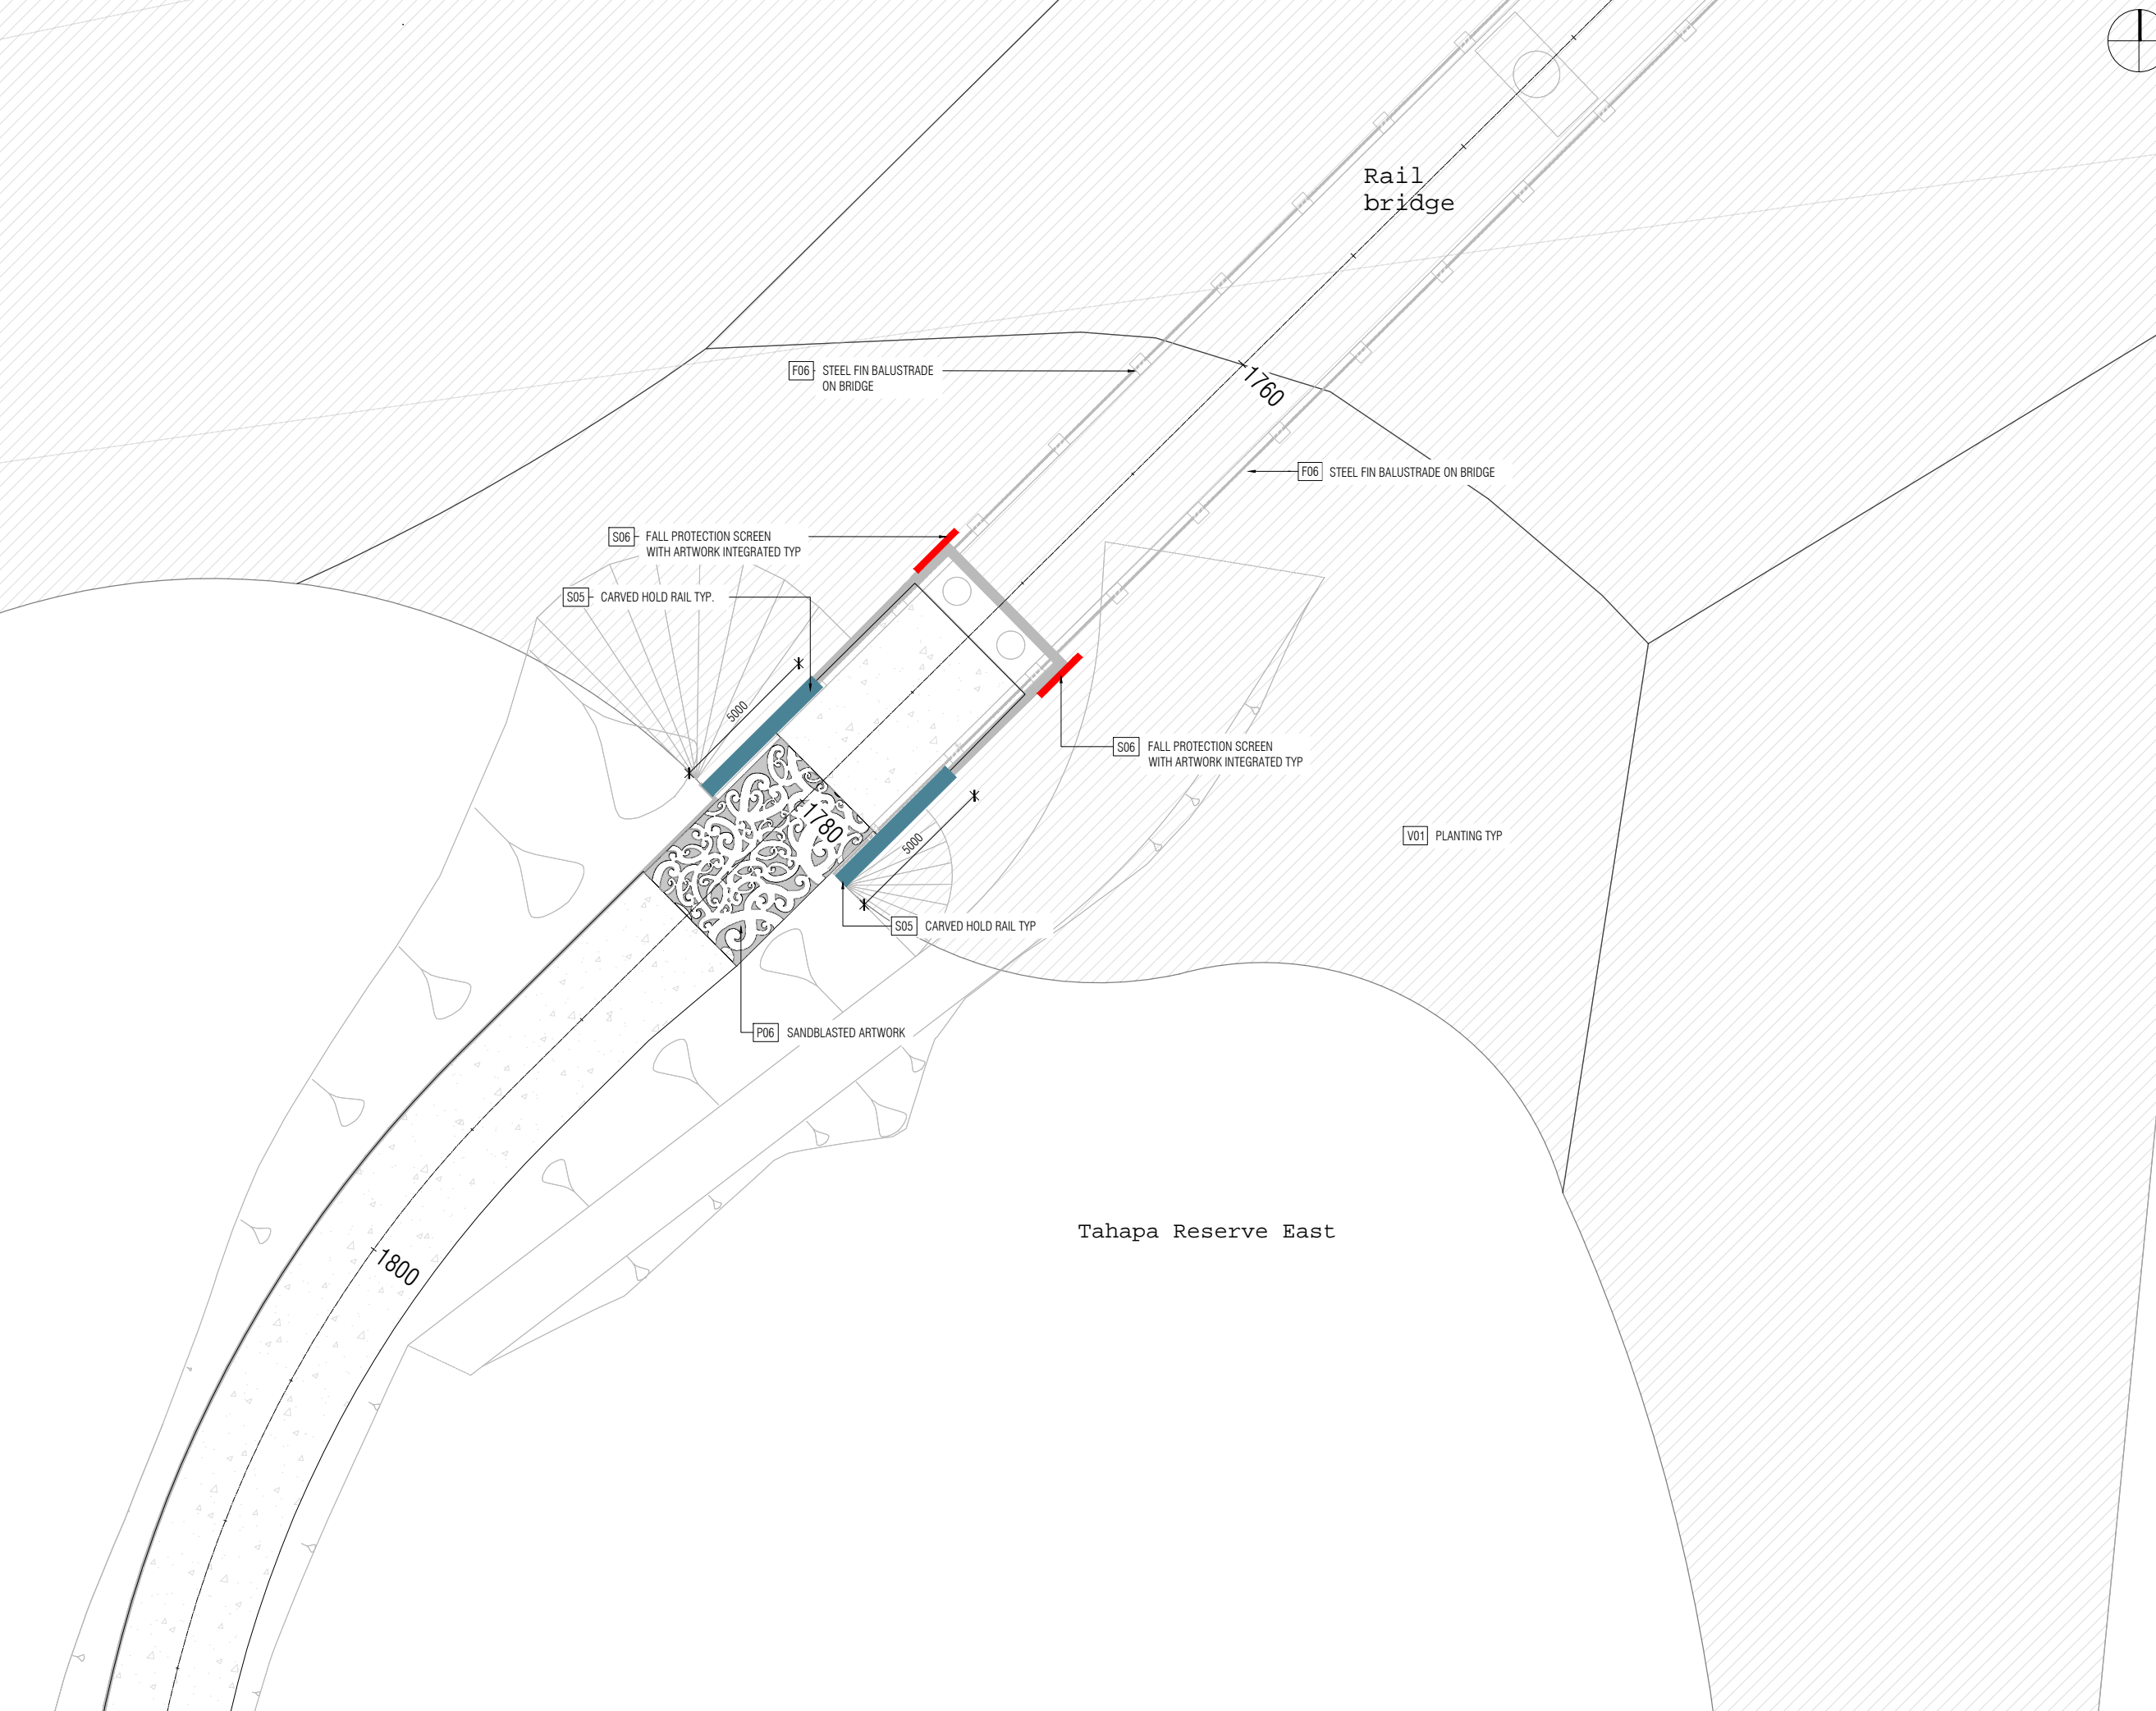 Rail
bridge
F06 STEEL FIN BALUSTRADE
ON BRIDGE
1760
F06 STEEL FIN BALUSTRADE ON BRIDGE
S06 FALL PROTECTION SCREEN
WITH ARTWORK INTEGRATED TYP
S05 CARVED HOLD RAIL TYP.
5000
S06 FALL PROTECTION SCREEN
WITH ARTWORK INTEGRATED TYP
1780
5000
V01 PLANTING TYP
S05 CARVED HOLD RAIL TYP
P06 SANDBLASTED ARTWORK
Tahapa Reserve East
1800